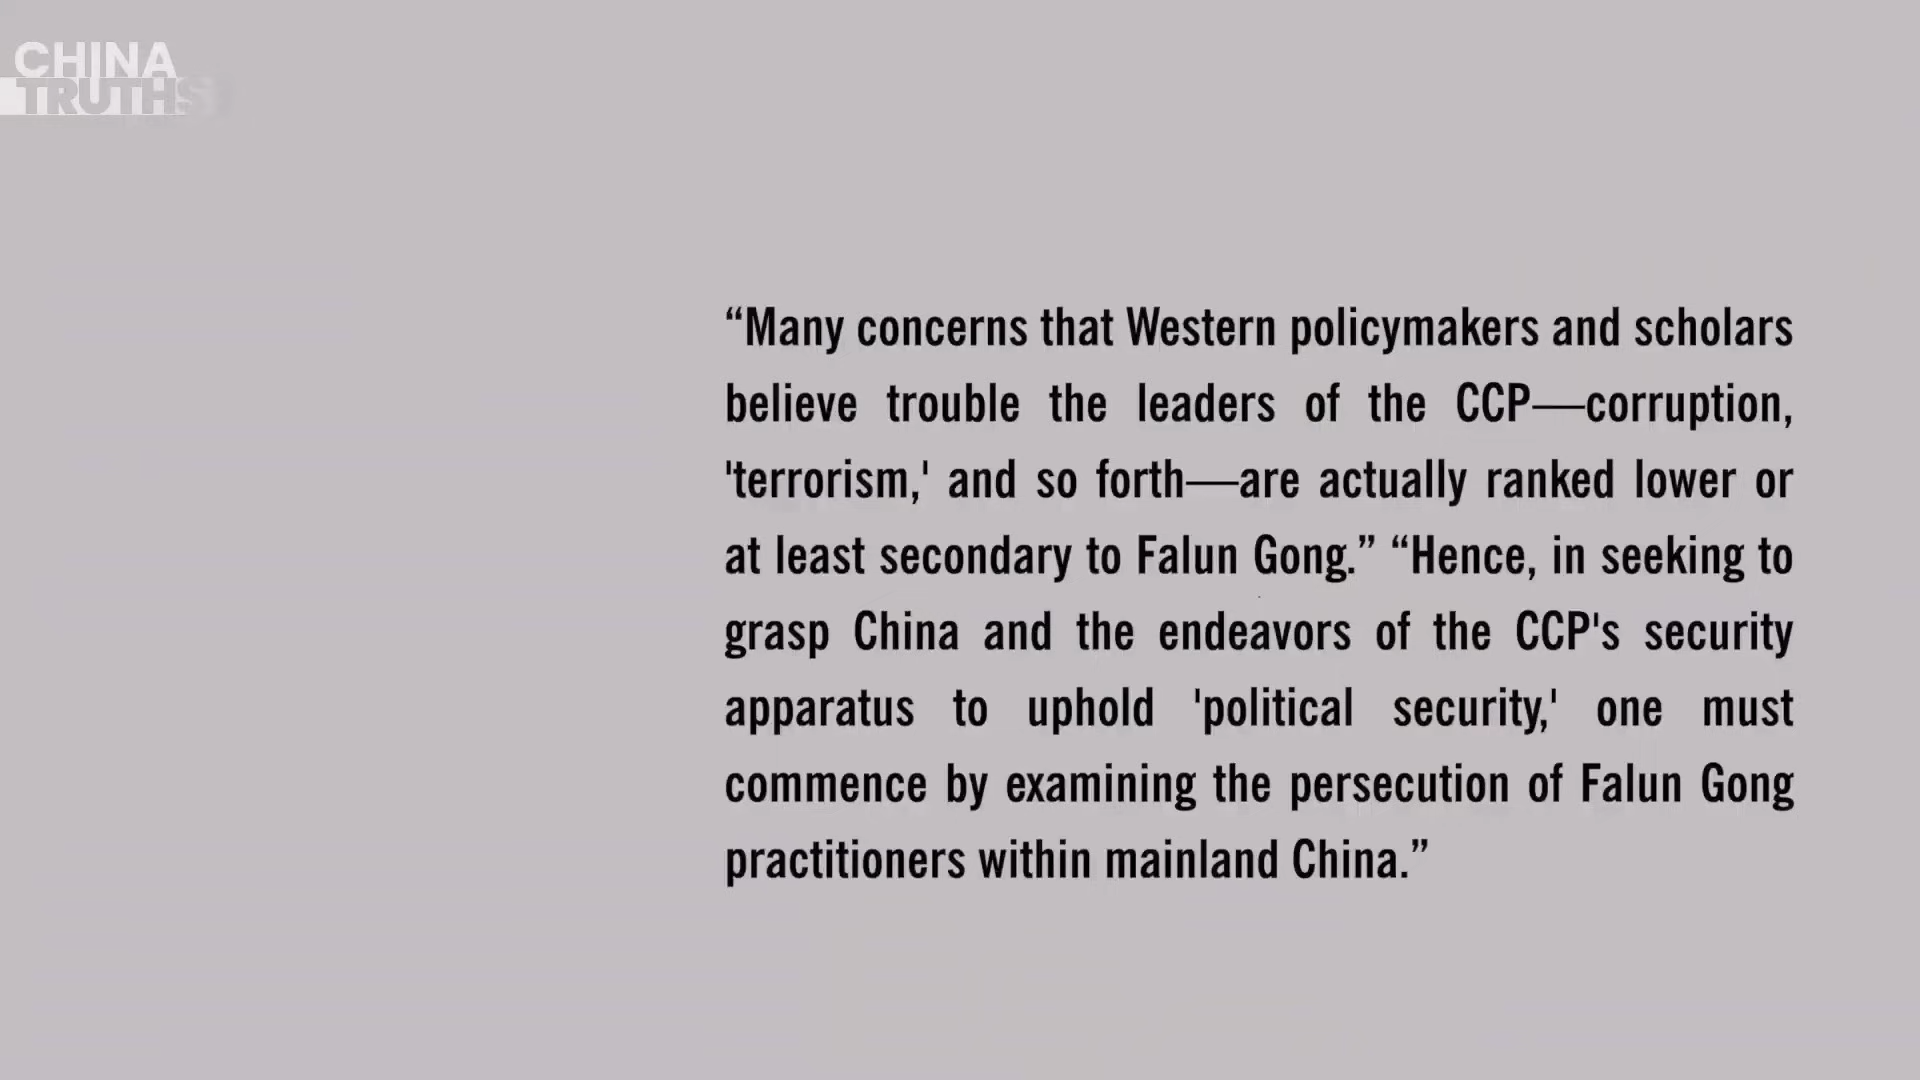 CHINA
TRUTHS
“Many concerns that Western policymakers and scholars
believe trouble the leaders of the CCP—corruption,
'terrorism,' and so forth—are actually ranked lower or
at least secondary to Falun Gong.” “Hence, in seeking to
grasp China and the endeavors of the CCP's security
apparatus to uphold 'political security,' one must
commence by examining the persecution of Falun Gong
practitioners within mainland China.”